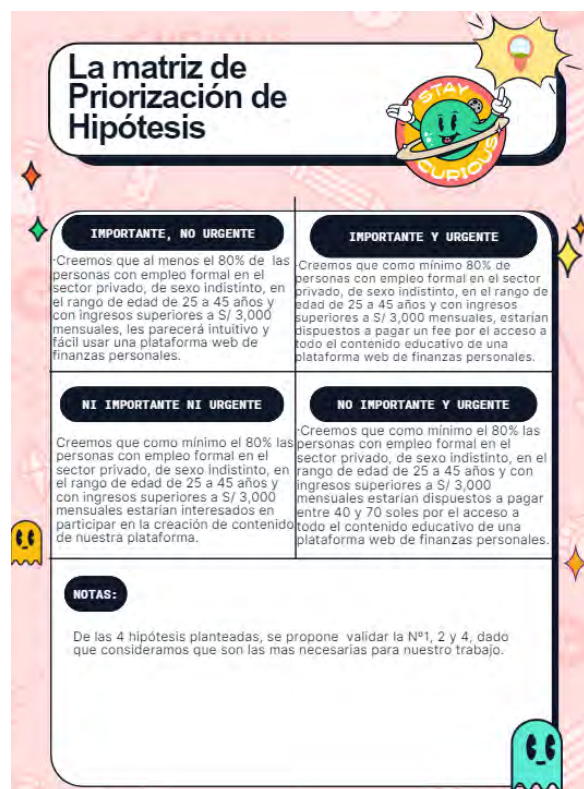 La matriz de
Priorización de
Hipótesis
STAY
CURIOUS
IMPORTANTE, NO URGENTE
·Creemos que al menos el 80% de las
personas con empleo formal en el
sector privado, de sexo indistinto, en
el rango de edad de 25 a 45 años y
con ingresos superiores a S/ 3,000
mensuales, les parecerá intuitivo y
fácil usar una plataforma web de
finanzas personales.
IMPORTANTE Y URGENTE
·Creemos que como mínimo 80% de
personas con empleo formal en el sector
privado, de sexo indistinto, en el rango de
edad de 25 a 45 años y con ingresos
superiores a S/ 3,000 mensuales, estarían
dispuestos a pagar un fee por el acceso a
todo el contenido educativo de una
plataforma web de finanzas personales.
NI IMPORTANTE NI URGENTE
Creemos que como mínimo el 80% las
personas con empleo formal en el
sector privado, de sexo indistinto, en
el rango de edad de 25 a 45 años y
con ingresos superiores a S/ 3,000
mensuales estarían interesados en
participar en la creación de contenido
de nuestra plataforma.
NO IMPORTANTE Y URGENTE
·Creemos que como mínimo el 80% las
personas con empleo formal en el
sector privado, de sexo indistinto, en el
rango de edad de 25 a 45 años y con
ingresos superiores a S/ 3,000
mensuales estarían dispuestos a pagar
entre 40 y 70 soles por el acceso a
todo el contenido educativo de una
plataforma web de finanzas personales.
NOTAS:
De las 4 hipótesis planteadas, se propone validar la Nº1, 2 y 4, dado
que consideramos que son las mas necesarias para nuestro trabajo.